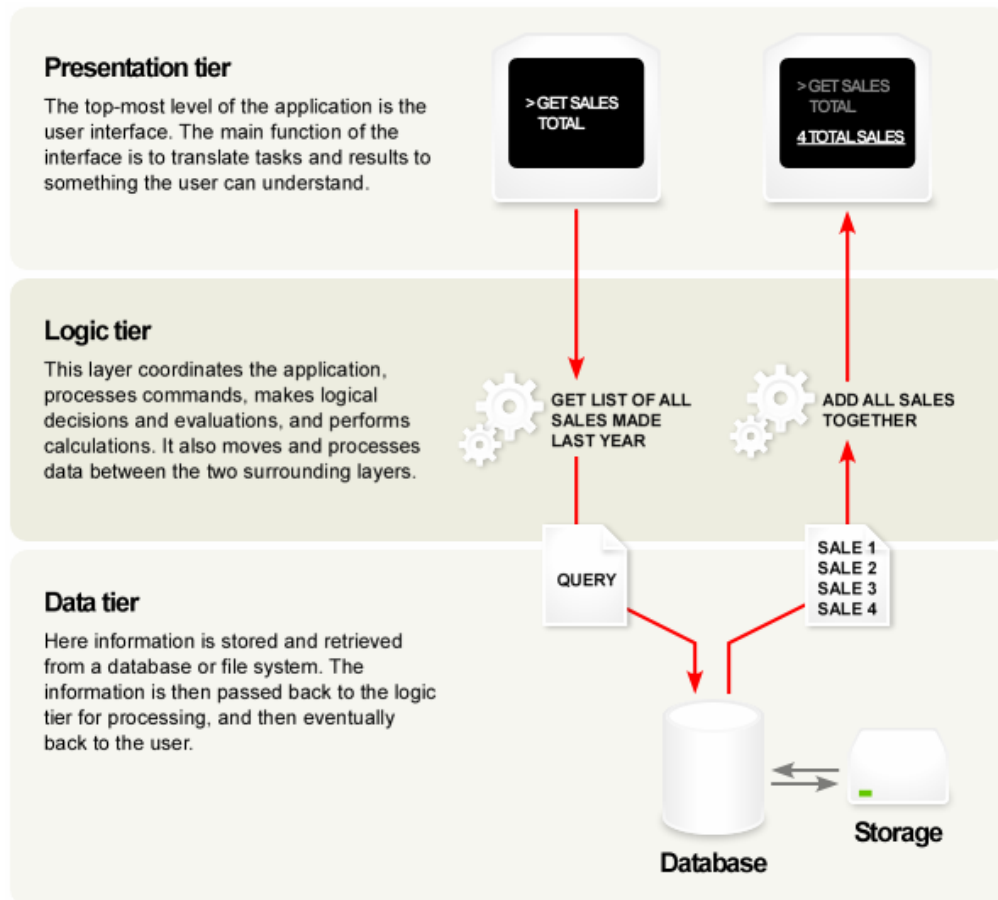 Presentation tier
The top-most level of the application is the
user interface. The main function of the
interface is to translate tasks and results to
something the user can understand.
>GET SALES
TOTAL
>GET SALES
TOTAL
4 TOTAL SALES
Logic tier
This layer coordinates the application,
processes commands, makes logical
decisions and evaluations, and performs
calculations. It also moves and processes
data between the two surrounding layers.
GET LIST OF ALL
SALES MADE
LAST YEAR
ADD ALL SALES
TOGETHER
Data tier
Here information is stored and retrieved
from a database or file system. The
information is then passed back to the logic
tier for processing, and then eventually
back to the user.
QUERY
SALE 1
SALE 2
SALE 3
SALE 4
Database
Storage